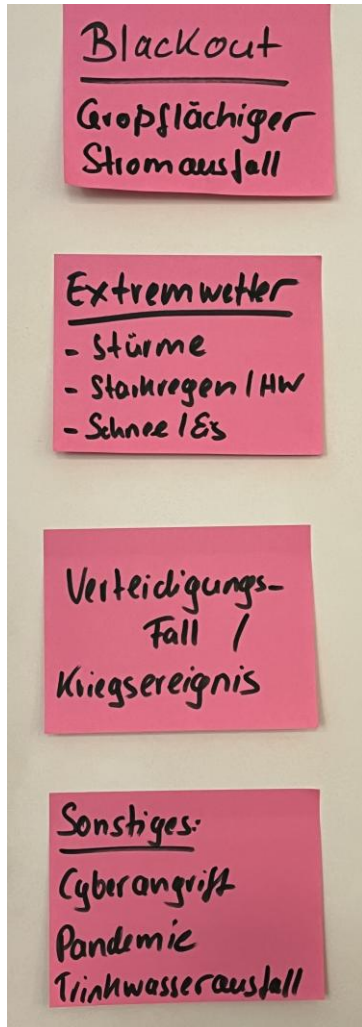 Blackout
Großflächiger
Stromausfall
Extremwetter
- Stürme
- Starkregen / HW
- Schnee / Eis
Verteidigungs-
Fall /
Kriegsereignis
Sonstiges:
Cyberangriff
Pandemie
Trinkwasserausfall